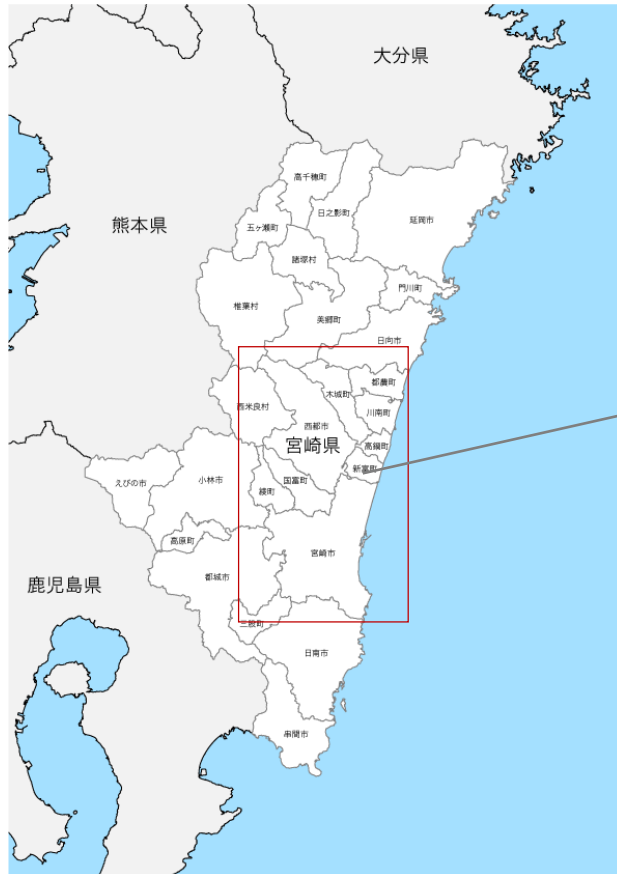 大分県
高千穂町
日之影町
延岡市
熊本県
五ヶ瀬町
諸塚村
門川町
椎葉村
美郷町
日向市
都農町
木城町
西米良村
川南町
西都市
宮崎県
高鍋町
新富町
えびの市
小林市
国富町
綾町
高原町
宮崎市
都城市
鹿児島県
三股町
日南市
串間市